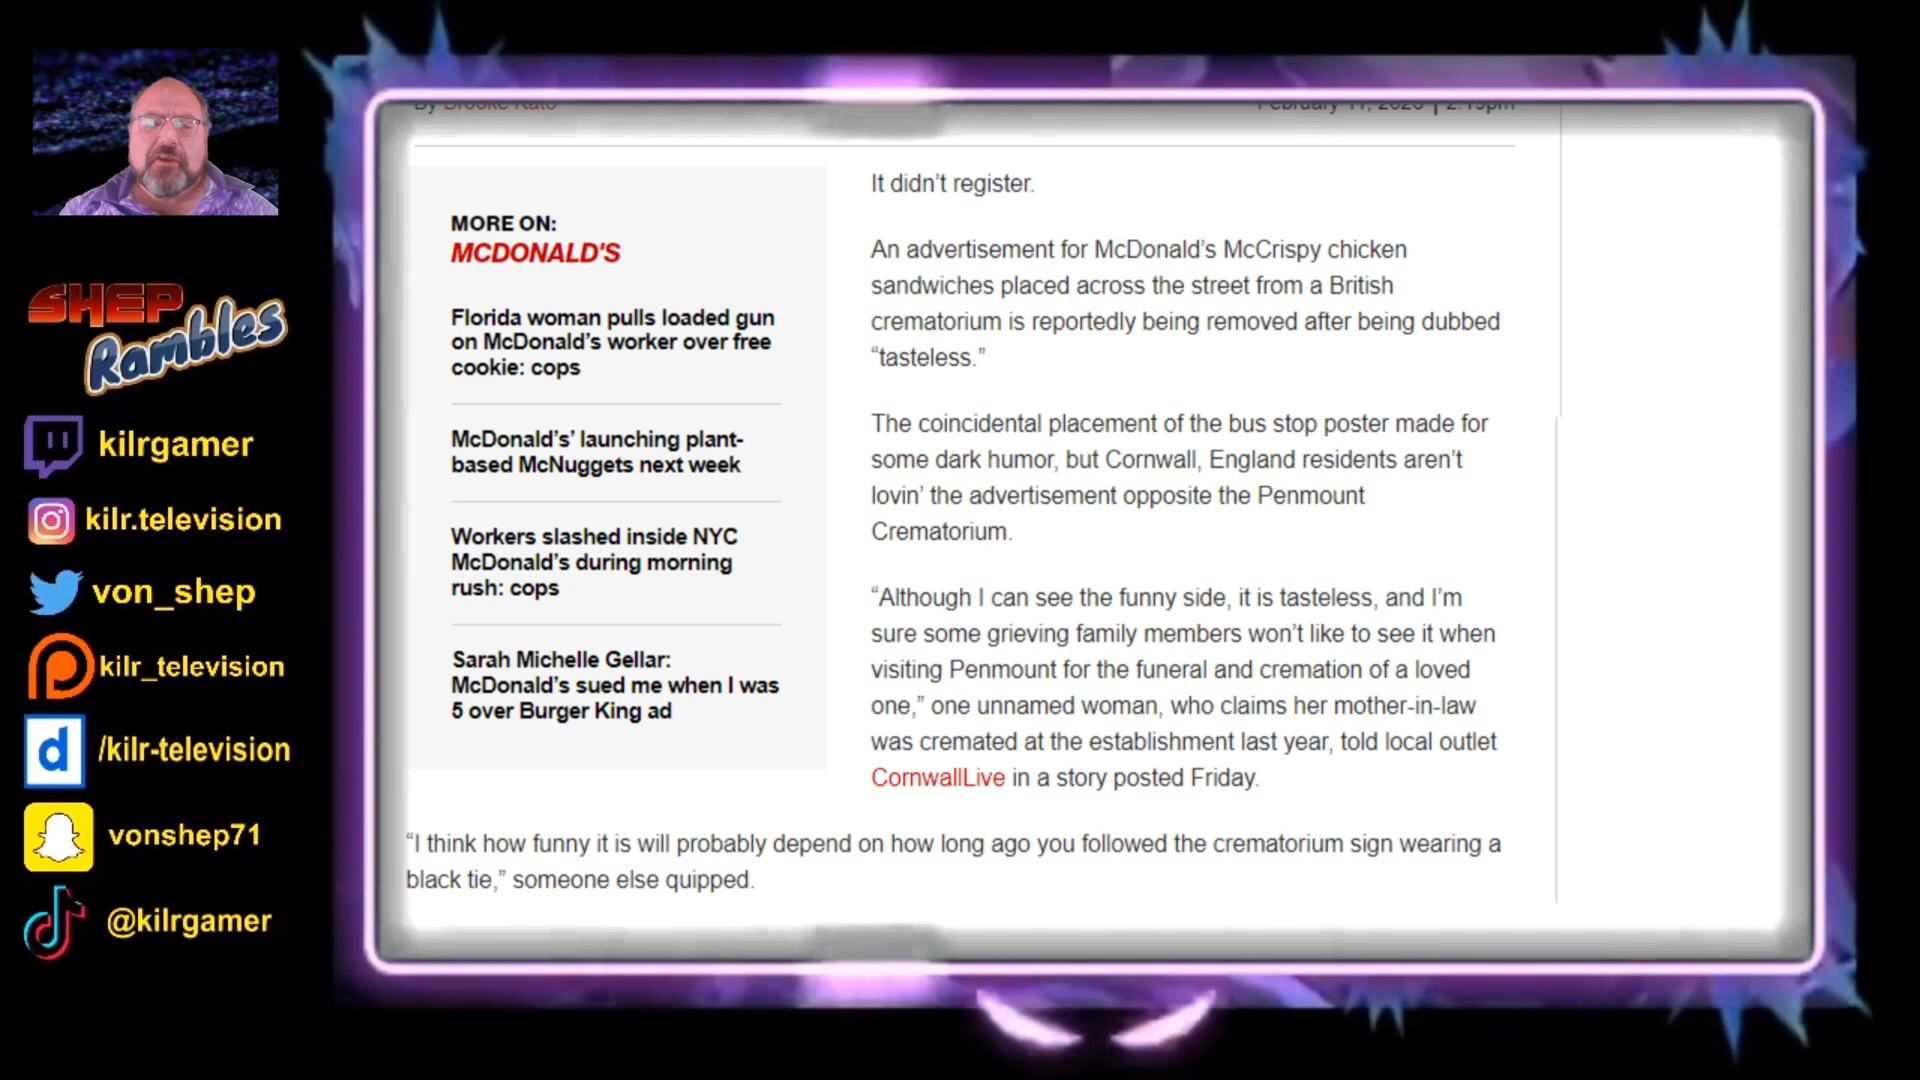 SHEP
Rambles
kilrgamer
kilr.television
von_shep
kilr_television
d /kilr-television
vonshep71
@kilrgamer
By Brooke Kato
2:15pm
MORE ON:
MCDONALD'S
Florida woman pulls loaded gun
on McDonald’s worker over free
cookie: cops
McDonald’s’ launching plant-
based McNuggets next week
Workers slashed inside NYC
McDonald’s during morning
rush: cops
Sarah Michelle Gellar:
McDonald’s sued me when I was
5 over Burger King ad
It didn’t register.
An advertisement for McDonald’s McCrispy chicken
sandwiches placed across the street from a British
crematorium is reportedly being removed after being dubbed
“tasteless.”
The coincidental placement of the bus stop poster made for
some dark humor, but Cornwall, England residents aren’t
lovin’ the advertisement opposite the Penmount
Crematorium.
“Although I can see the funny side, it is tasteless, and I’m
sure some grieving family members won’t like to see it when
visiting Penmount for the funeral and cremation of a loved
one,” one unnamed woman, who claims her mother-in-law
was cremated at the establishment last year, told local outlet
CornwallLive in a story posted Friday.
“I think how funny it is will probably depend on how long ago you followed the crematorium sign wearing a
black tie,” someone else quipped.